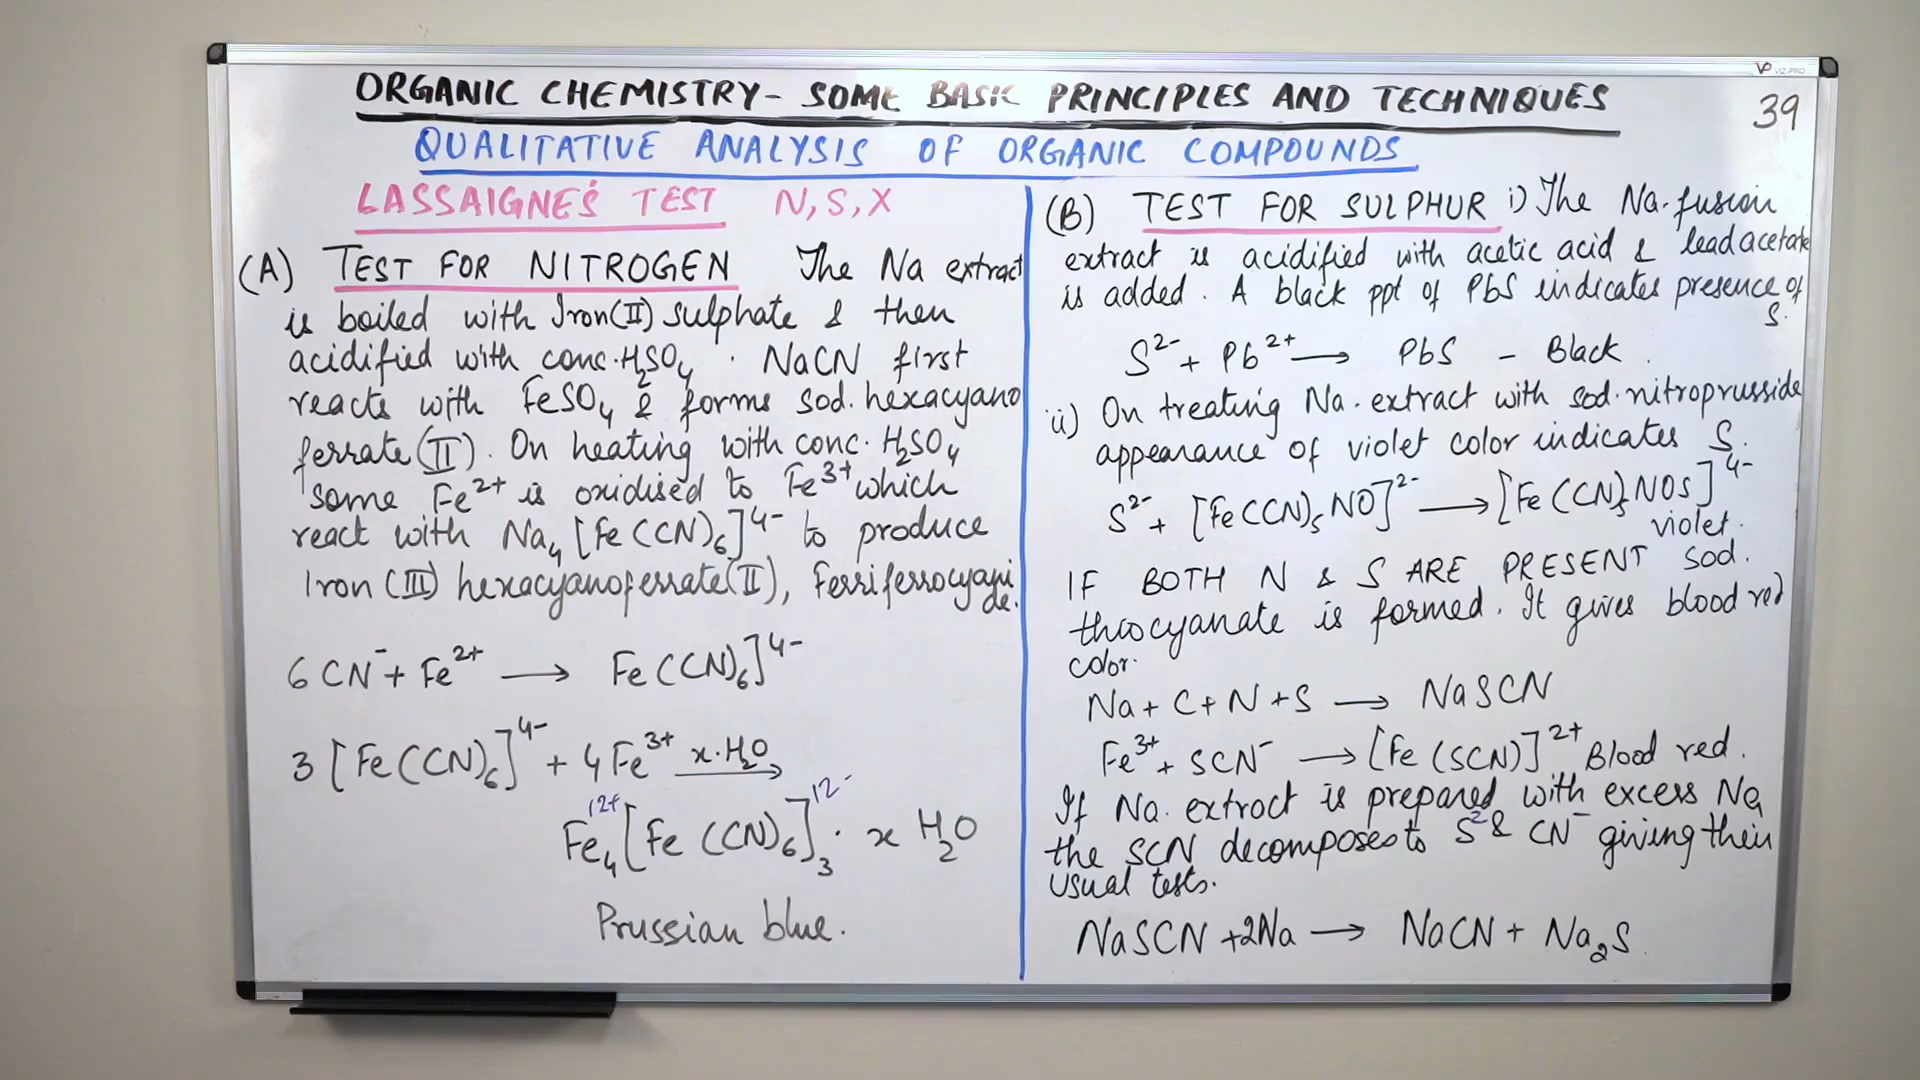 VP VIZ-PRO
ORGANIC CHEMISTRY- SOME BASIC PRINCIPLES AND TECHNIQUES
39
QUALITATIVE ANALYSIS OF ORGANIC COMPOUNDS
LASSAIGNE'S TEST N, S, X
(A) TEST FOR NITROGEN The Na extract
is boiled with Iron(II) sulphate & then
acidified with conc. H₂SO₄. NaCN first
reacts with FeSO₄ & forms sod. hexacyano
ferrate(II). On heating with conc. H₂SO₄
some Fe²⁺ is oxidised to Fe³⁺ which
react with Na₄[Fe(CN)₆]⁴⁻ to produce
Iron (III) hexacyanoferrate(II), Ferriferrocyani
de.
6CN⁻ + Fe²⁺ ⟶ Fe(CN)₆]⁴⁻
3[Fe(CN)₆]⁴⁻ + 4Fe³⁺ x.H₂O ⟶
12+ 12-
Fe₄[Fe(CN)₆]₃. x H₂O
Prussian blue.
(B) TEST FOR SULPHUR i) The Na. fusion
extract is acidified with acetic acid & lead acetate
is added. A black ppt of PbS indicates presence of
S.
S²⁻ + Pb²⁺ ⟶ PbS - Black.
ii) On treating Na. extract with sod. nitroprusside
appearance of violet color indicates S.
S²⁻ + [Fe(CN)₅NO]²⁻ ⟶ [Fe(CN)₅NOS]⁴⁻
violet.
IF BOTH N & S ARE PRESENT sod.
thiocyanate is formed. It gives blood red
color.
Na + C + N + S ⟶ NaSCN
Fe³⁺ + SCN⁻ ⟶ [Fe(SCN)]²⁺ Blood red.
If Na. extract is prepared with excess Na
the SCN decomposes to S²⁻ & CN⁻ giving their
usual tests.
NaSCN + 2Na ⟶ NaCN + Na₂S.